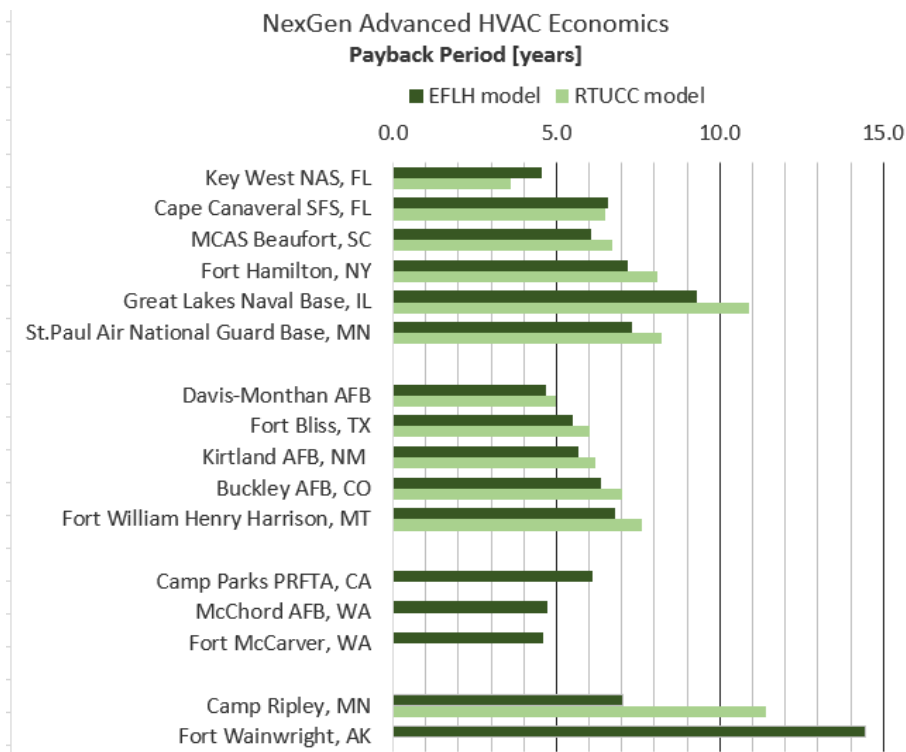 NexGen Advanced HVAC Economics
Payback Period [years]
EFLH model RTUCC model
0.0 5.0 10.0 15.0
Key West NAS, FL
Cape Canaveral SFS, FL
MCAS Beaufort, SC
Fort Hamilton, NY
Great Lakes Naval Base, IL
St.Paul Air National Guard Base, MN
Davis-Monthan AFB
Fort Bliss, TX
Kirtland AFB, NM
Buckley AFB, CO
Fort William Henry Harrison, MT
Camp Parks PRFTA, CA
McChord AFB, WA
Fort McCarver, WA
Camp Ripley, MN
Fort Wainwright, AK